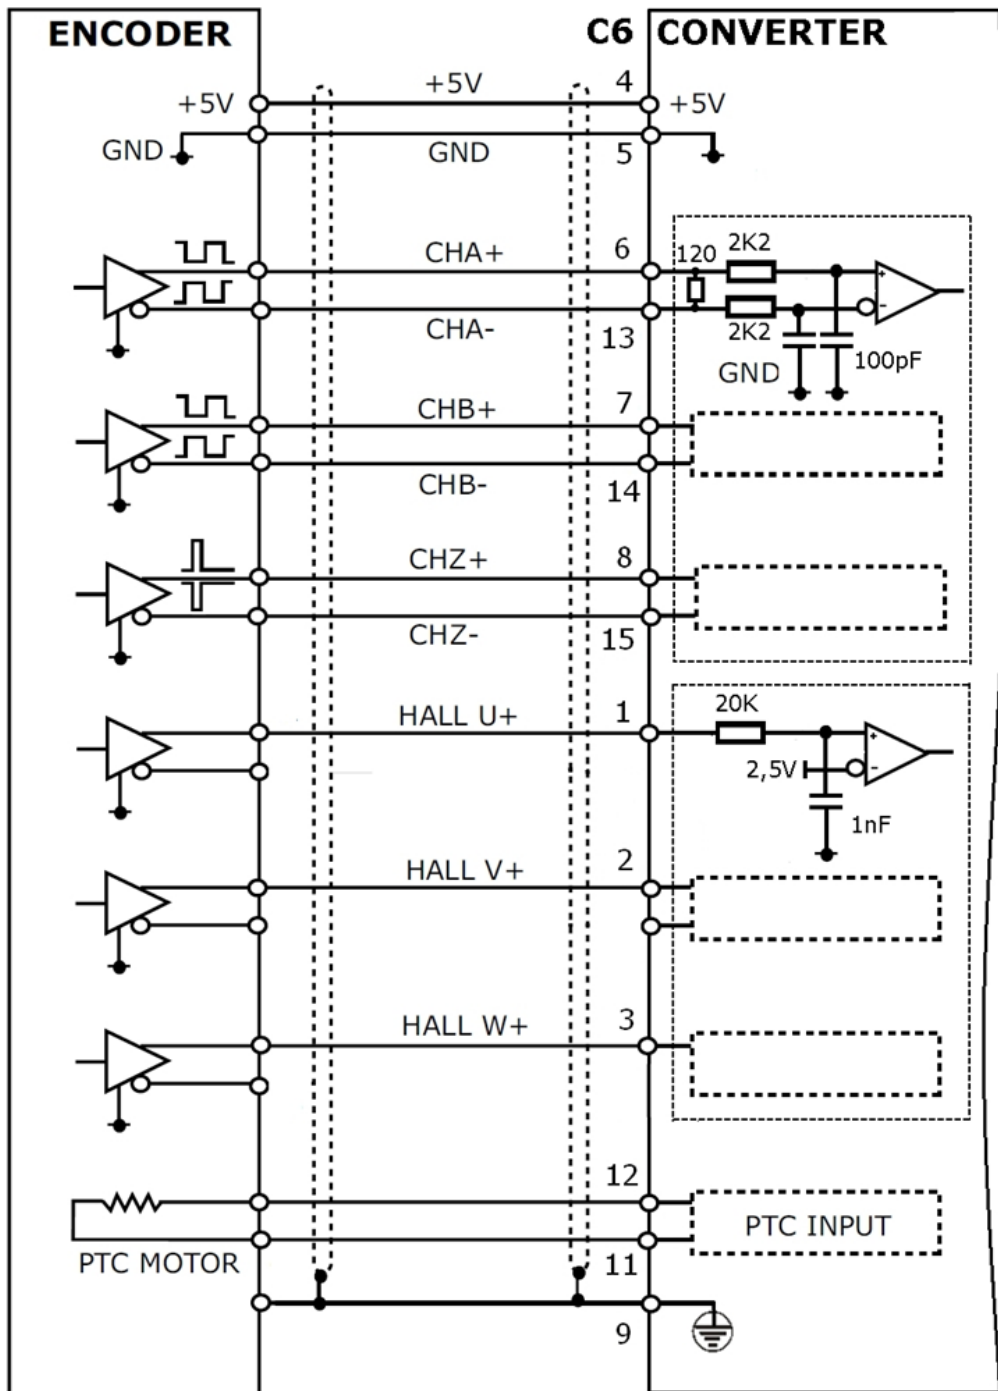 ENCODER C6 CONVERTER
+5V +5V 4 +5V
GND GND 5
CHA+ 6 120 2K2
+
-
CHA- 13 2K2
GND 100pF
CHB+ 7
CHB- 14
CHZ+ 8
CHZ- 15
HALL U+ 1 20K
+
2,5V -
1nF
HALL V+ 2
HALL W+ 3
12
PTC INPUT
PTC MOTOR 11
9